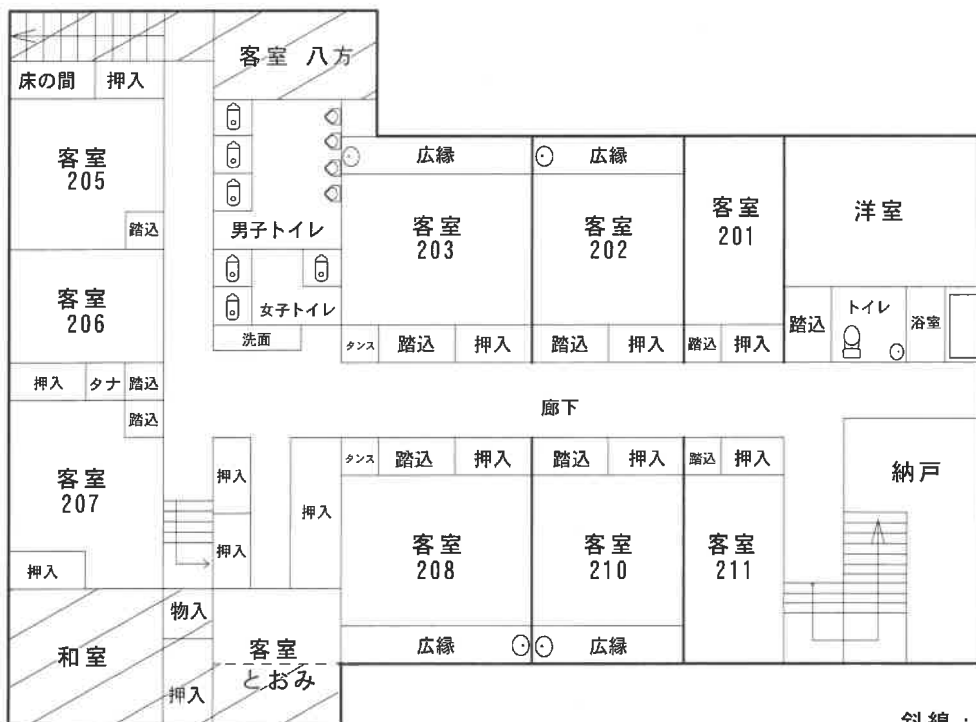 客室 八方
床の間
押入
広縁
広縁
客室
205
客室
203
客室
202
客室
201
洋室
踏込
男子トイレ
客室
206
女子トイレ
踏込
トイレ
浴室
洗面
タンス
踏込
押入
踏込
押入
踏込
押入
押入
タナ
踏込
踏込
廊下
客室
207
押入
押入
押入
タンス
踏込
押入
踏込
押入
踏込
押入
納戸
客室
208
客室
210
客室
211
押入
物入
和室
押入
客室
とおみ
広縁
広縁
斜線